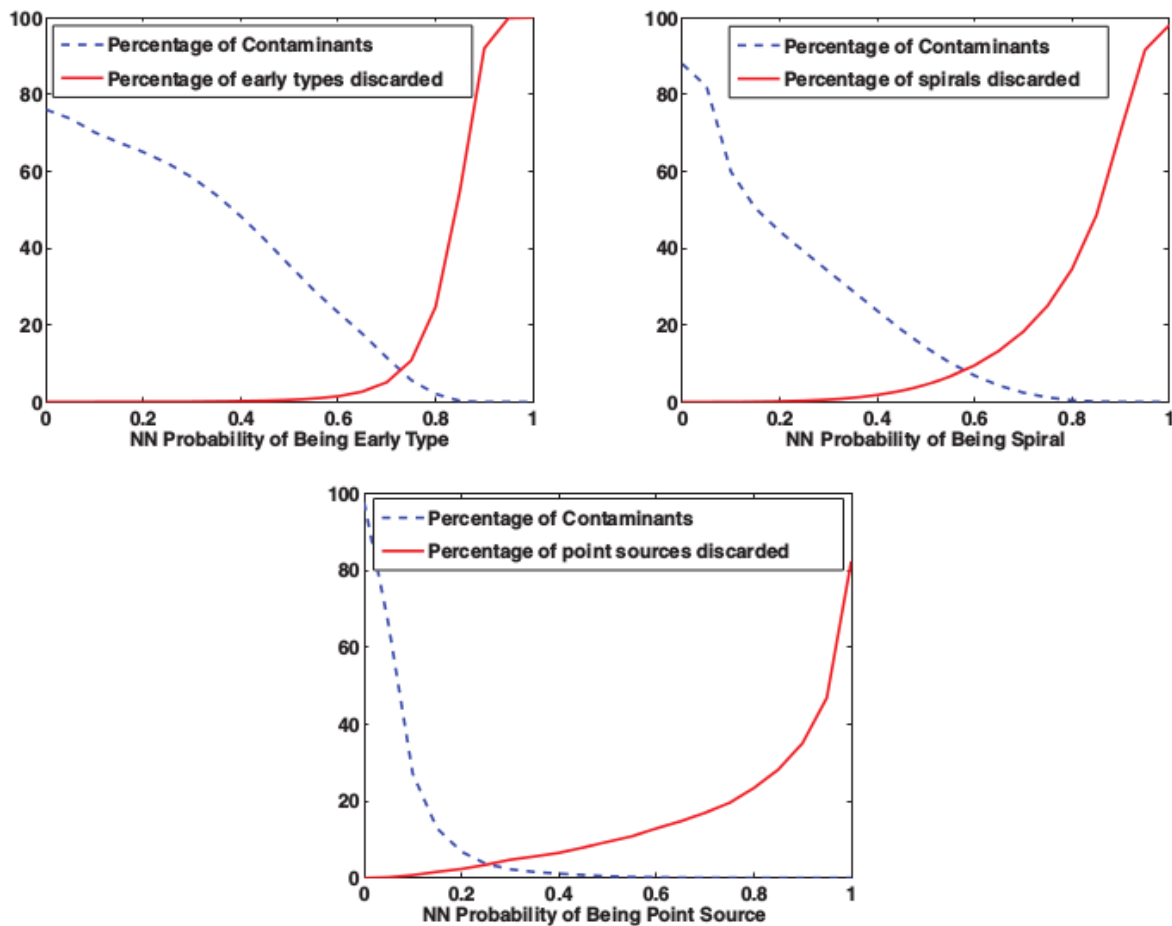 100
80
60
40
20
0
Percentage of Contaminants
Percentage of early types discarded
0 0.2 0.4 0.6 0.8 1
NN Probability of Being Early Type
100
80
60
40
20
0
Percentage of Contaminants
Percentage of spirals discarded
0 0.2 0.4 0.6 0.8 1
NN Probability of Being Spiral
100
80
60
40
20
0
Percentage of Contaminants
Percentage of point sources discarded
0 0.2 0.4 0.6 0.8 1
NN Probability of Being Point Source